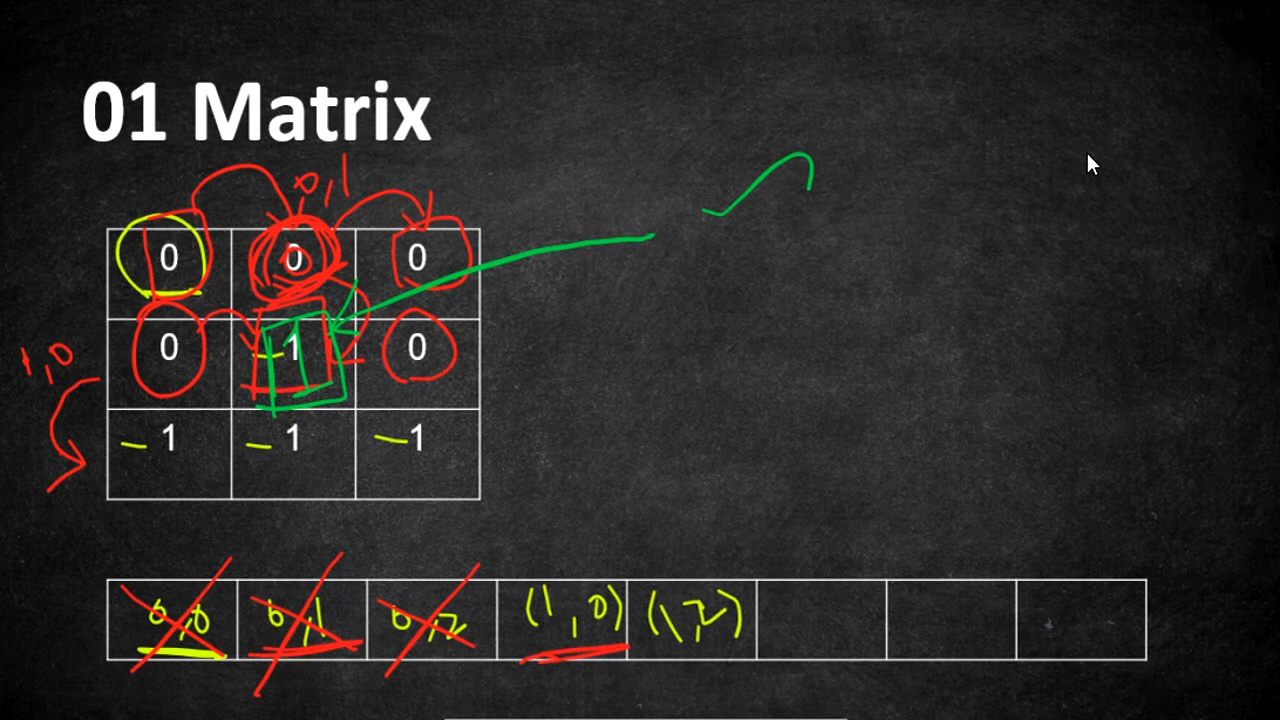 01 Matrix
0,1
0 0 0
1,0
0 -1 0
-1 -1 -1
0,0 0,1 0,2 (1,0) (1,2)